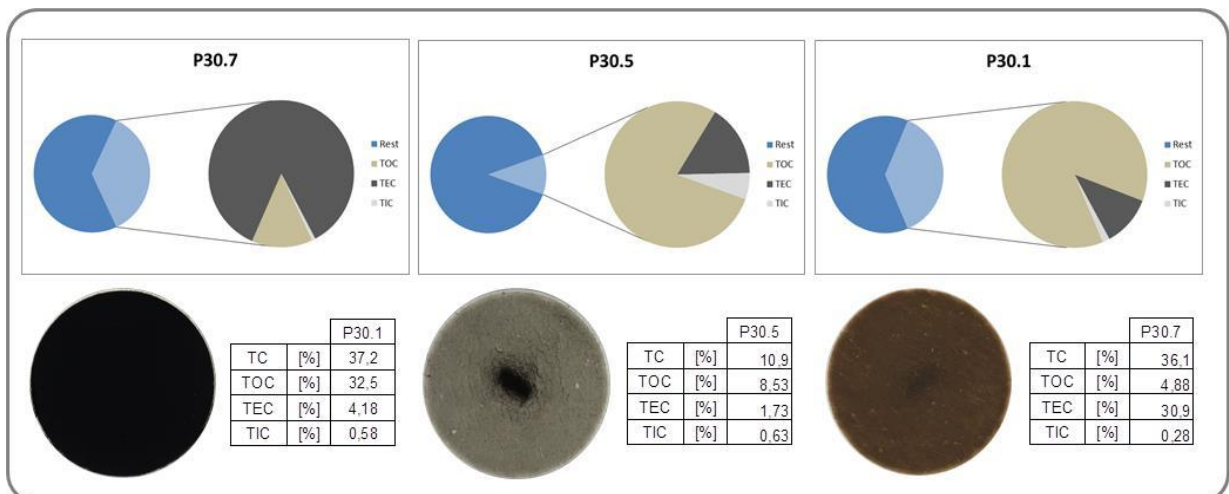 P30.7
Rest
TOC
TEC
TIC
P30.5
Rest
TOC
TEC
TIC
P30.1
Rest
TOC
TEC
TIC
P30.1
TC [%] 37,2
TOC [%] 32,5
TEC [%] 4,18
TIC [%] 0,58
P30.5
TC [%] 10,9
TOC [%] 8,53
TEC [%] 1,73
TIC [%] 0,63
P30.7
TC [%] 36,1
TOC [%] 4,88
TEC [%] 30,9
TIC [%] 0,28